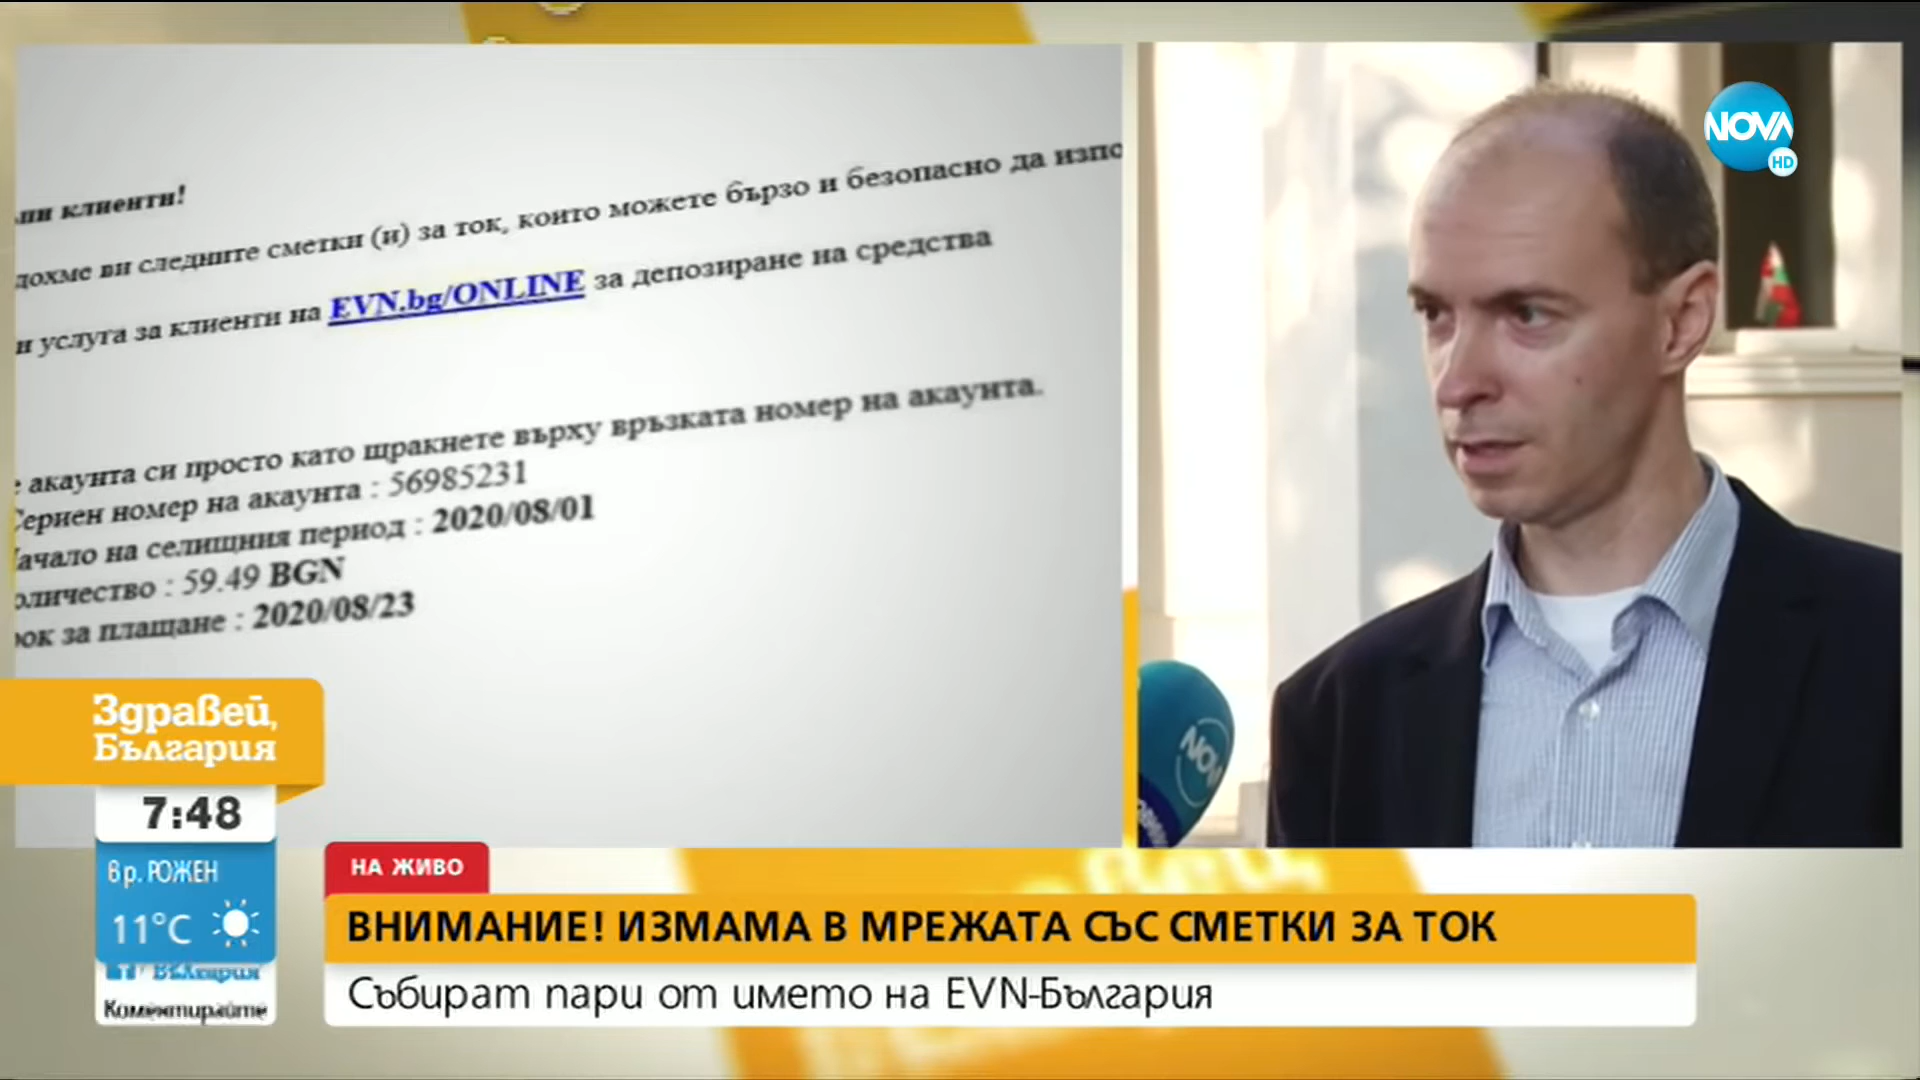 клиенти!
ви следните сметки (и) за ток, които можете бързо и безопасно да
и услуга за клиенти на EVN.bg/ONLINE за депозиране на средства
акаунта си просто като щракнете върху връзката номер на акаунта.
Сериен номер на акаунта : 56985231
Начало на селищния период : 2020/08/01
оличество : 59.49 BGN
рок за плащане : 2020/08/23
NOVA
HD
NOVA
Здравей,
България
7:48
вр. РОЖЕН
11°C
Коментирайте
НА ЖИВО
ВНИМАНИЕ! ИЗМАМА В МРЕЖАТА СЪС СМЕТКИ ЗА ТОК
Събират пари от името на EVN-България